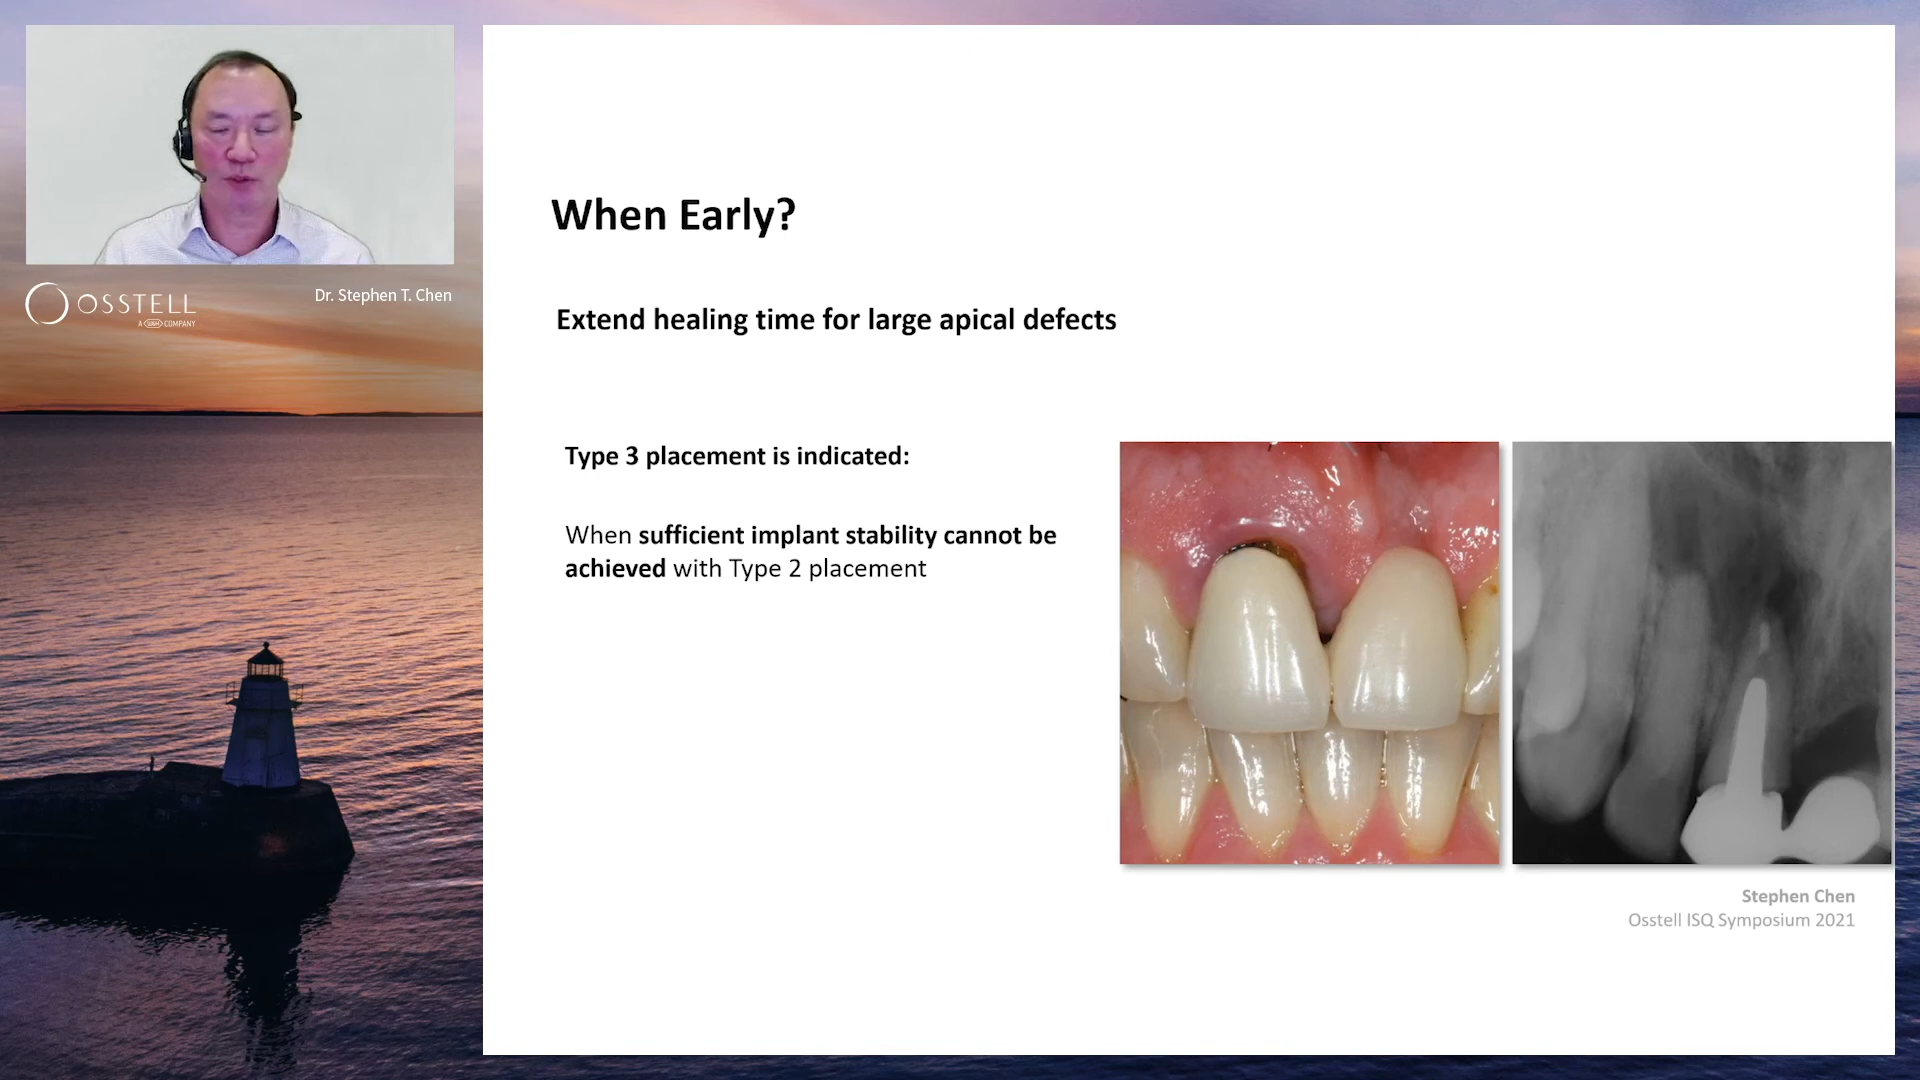 OSSTELL
A W&H COMPANY
Dr. Stephen T. Chen
When Early?
Extend healing time for large apical defects
Type 3 placement is indicated:
When sufficient implant stability cannot be
achieved with Type 2 placement
Stephen Chen
Osstell ISQ Symposium 2021